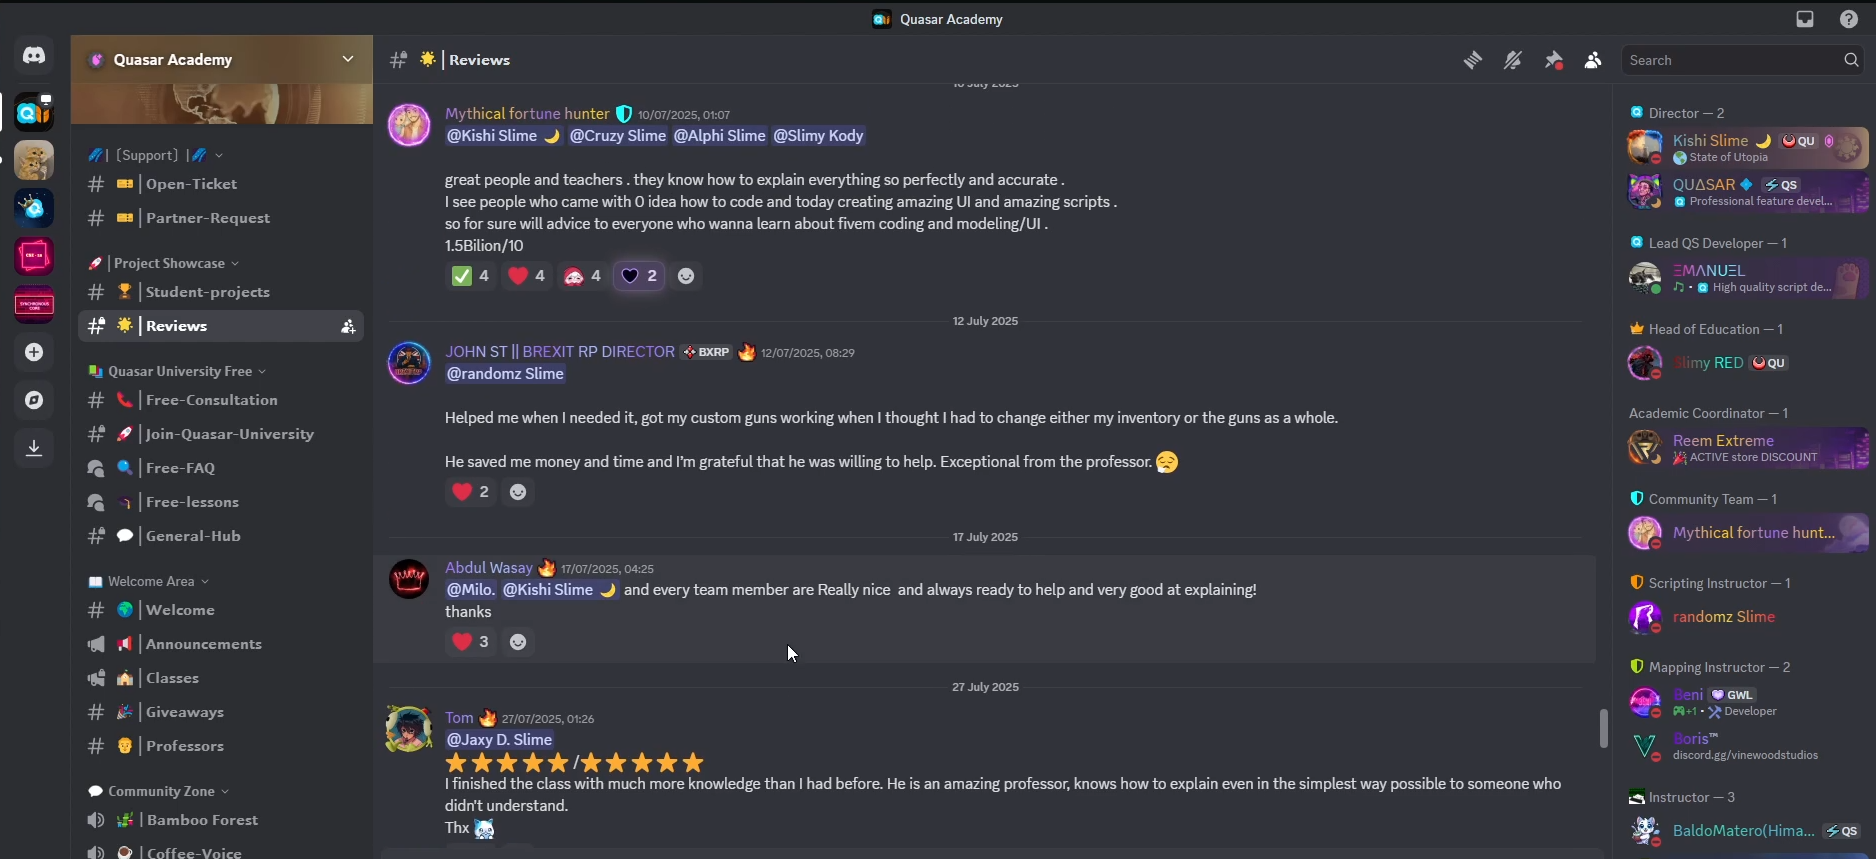 Quasar Academy
Quasar Academy
Reviews
Search
[Support]
Open-Ticket
Partner-Request
Project Showcase
Student-projects
Reviews
Quasar University Free
Free-Consultation
Join-Quasar-University
Free-FAQ
Free-lessons
General-Hub
Welcome Area
Welcome
Announcements
Classes
Giveaways
Professors
Community Zone
Bamboo Forest
Coffee-Voice
Mythical fortune hunter 10/07/2025, 01:07
@Kishi Slime 🌙 @Cruzy Slime @Alphi Slime @Slimy Kody
great people and teachers . they know how to explain everything so perfectly and accurate .
I see people who came with 0 idea how to code and today creating amazing UI and amazing scripts .
so for sure will advice to everyone who wanna learn about fivem coding and modeling/UI .
1.5Bilion/10
4 4 4 2
12 July 2025
JOHN ST || BREXIT RP DIRECTOR BXRP 12/07/2025, 08:29
@randomz Slime
Helped me when I needed it, got my custom guns working when I thought I had to change either my inventory or the guns as a whole.
He saved me money and time and I'm grateful that he was willing to help. Exceptional from the professor.
2
17 July 2025
Abdul Wasay 17/07/2025, 04:25
@Milo. @Kishi Slime 🌙 and every team member are Really nice and always ready to help and very good at explaining!
thanks
3
27 July 2025
Tom 27/07/2025, 01:26
@Jaxy D. Slime
⭐⭐⭐⭐⭐/⭐⭐⭐⭐⭐
I finished the class with much more knowledge than I had before. He is an amazing professor, knows how to explain even in the simplest way possible to someone who
didn't understand.
Thx
Director — 2
Kishi Slime 🌙 QU
State of Utopia
QUΔSAR QS
Professional feature devel...
Lead QS Developer — 1
ΞMΛNUΞL
High quality script de...
Head of Education — 1
Slimy RED QU
Academic Coordinator — 1
Reem Extreme
ACTIVE store DISCOUNT
Community Team — 1
Mythical fortune hunt...
Scripting Instructor — 1
randomz Slime
Mapping Instructor — 2
Beni GWL
+1 • Developer
Boris™
discord.gg/vinewoodstudios
Instructor — 3
BaldoMatero(Hima... QS